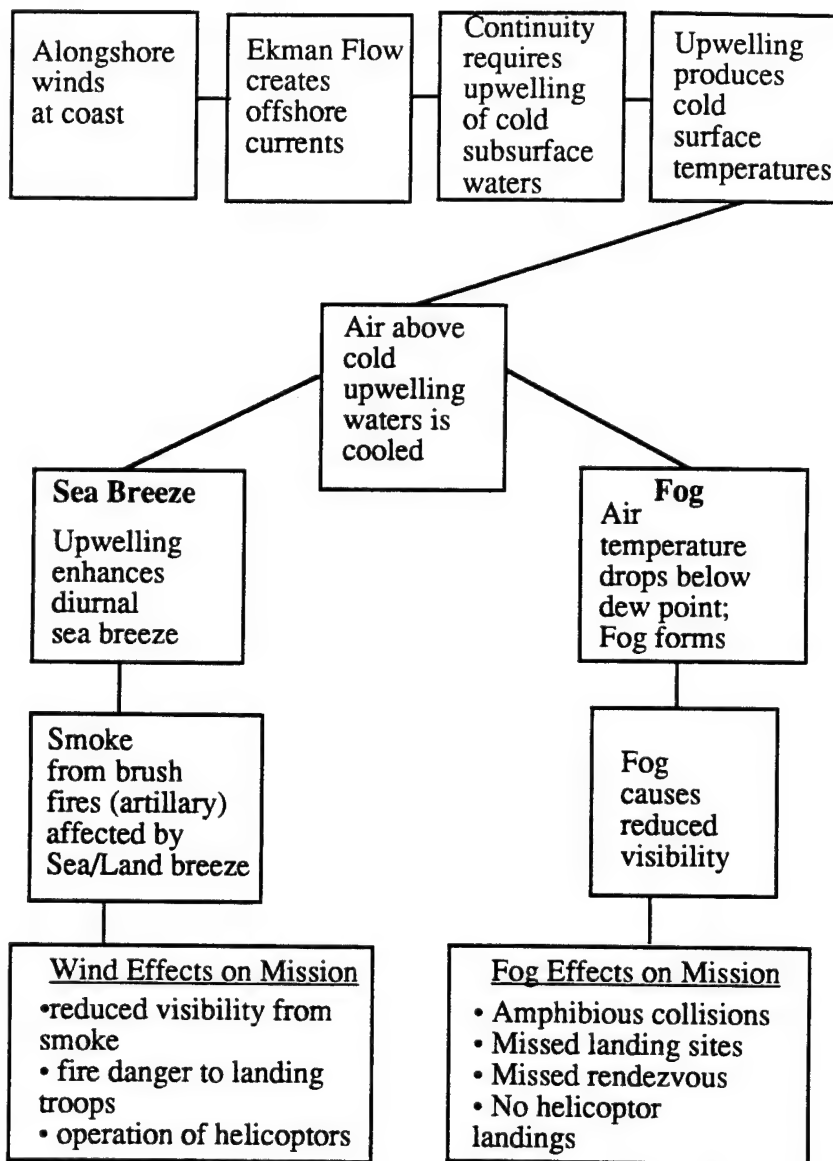 Alongshore
winds
at coast
Ekman Flow
creates
offshore
currents
Continuity
requires
upwelling
of cold
subsurface
waters
Upwelling
produces
cold
surface
temperatures
Air above
cold
upwelling
waters is
cooled
Sea Breeze
Upwelling
enhances
diurnal
sea breeze
Fog
Air
temperature
drops below
dew point;
Fog forms
Smoke
from brush
fires (artillary)
affected by
Sea/Land breeze
Fog
causes
reduced
visibility
Wind Effects on Mission
•reduced visibility from
smoke
• fire danger to landing
troops
• operation of helicoptors
Fog Effects on Mission
• Amphibious collisions
• Missed landing sites
• Missed rendezvous
• No helicoptor
landings